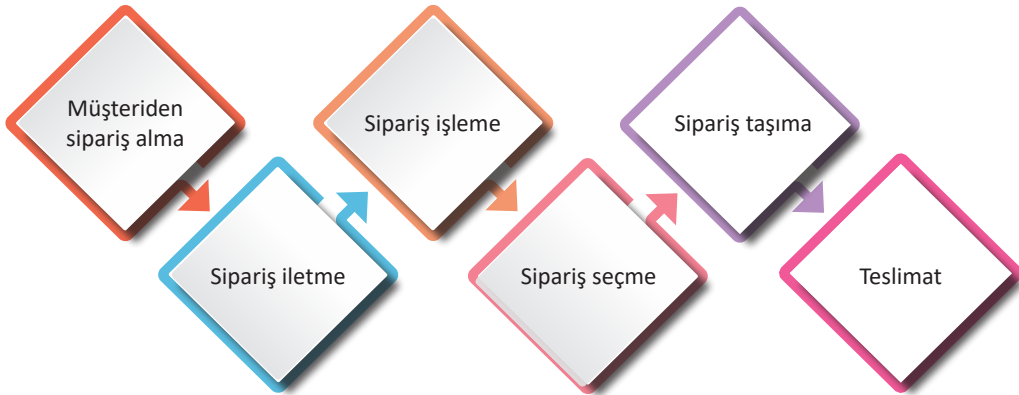 Müşteriden
sipariş alma
Sipariş iletme
Sipariş işleme
Sipariş seçme
Sipariş taşıma
Teslimat